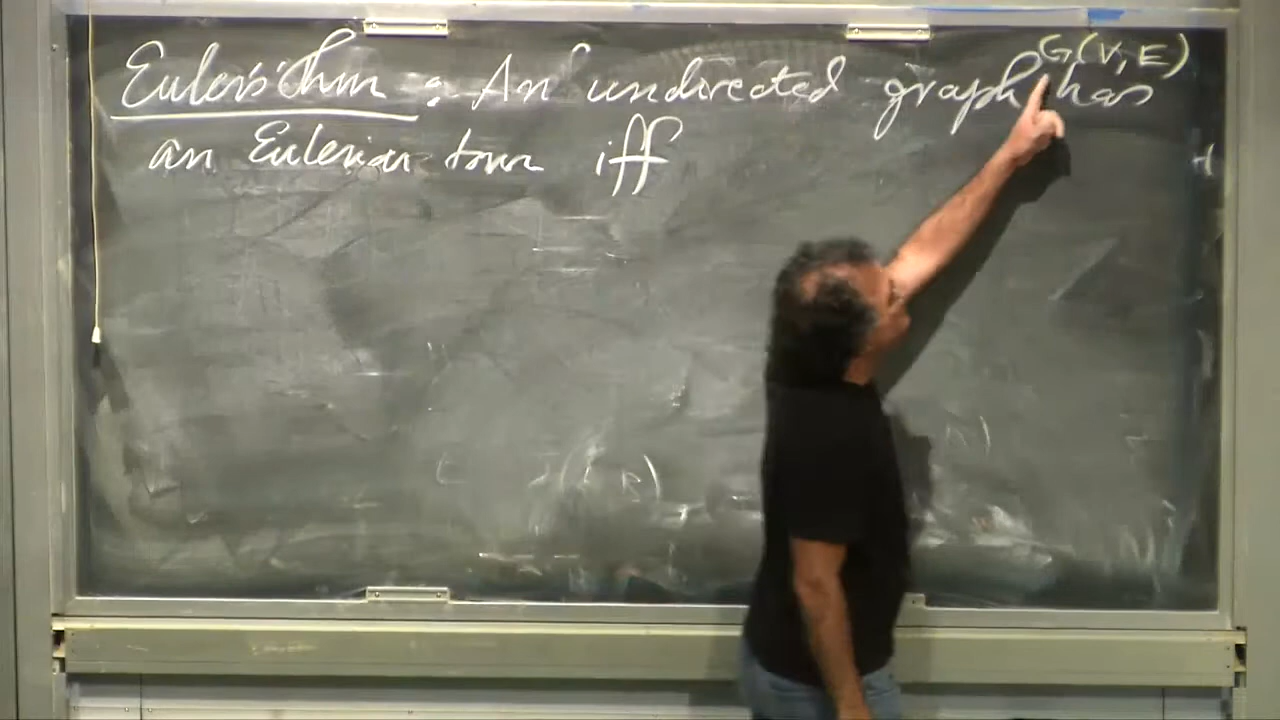 Euler's Thm : An undirected graph G(V, E) has
an Eulerian tour iff